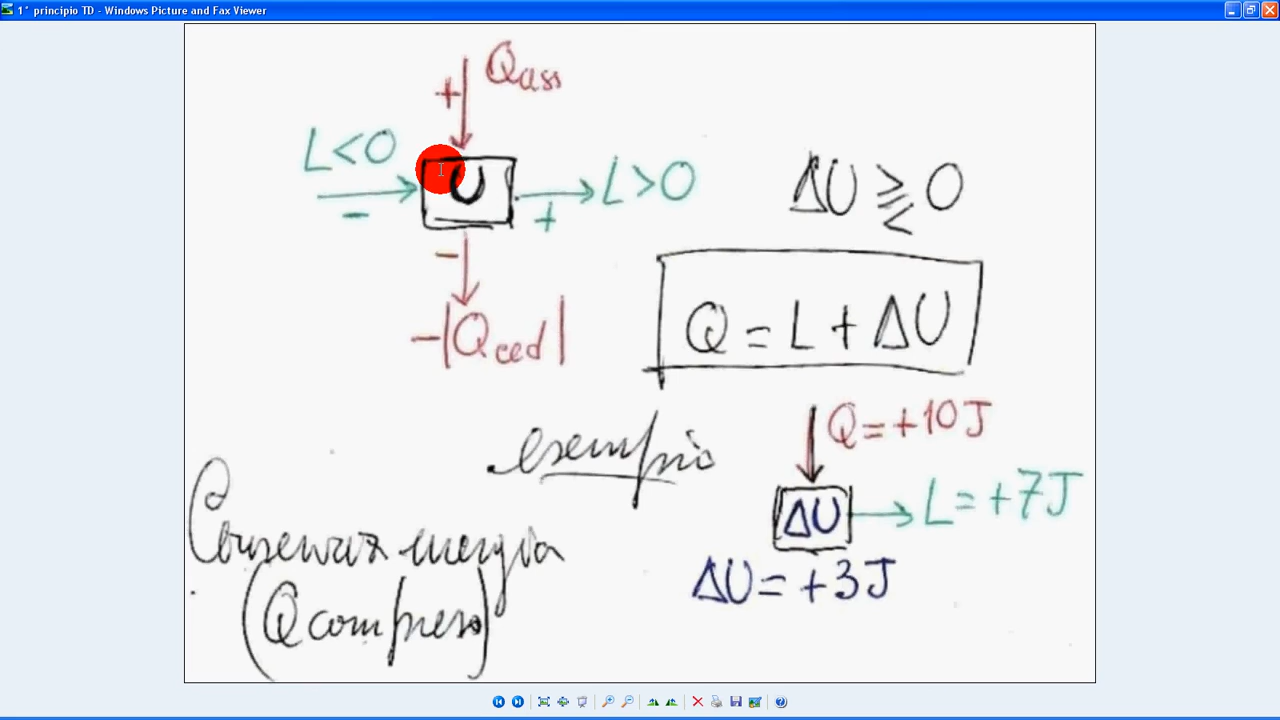 1° principio TD - Windows Picture and Fax Viewer
+ Qass
L<0
-
U
L>0
+
-
-|Qced|
ΔU ⋛ 0
Q = L + ΔU
esempio
Q = +10 J
ΔU
L = +7 J
ΔU = +3 J
Conservaz energia
(Q compreso)